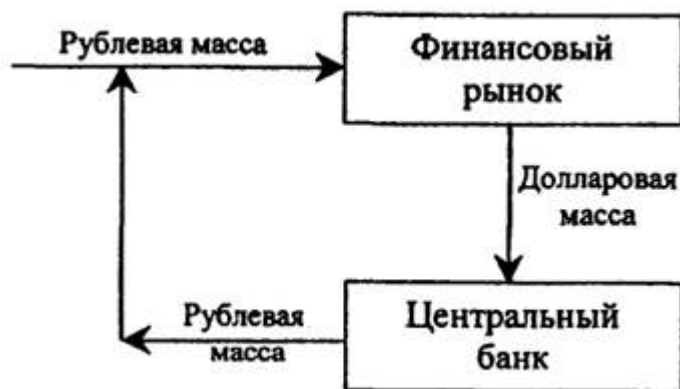 Рублевая масса
Финансовый
рынок
Долларовая
масса
Рублевая
масса
Центральный
банк